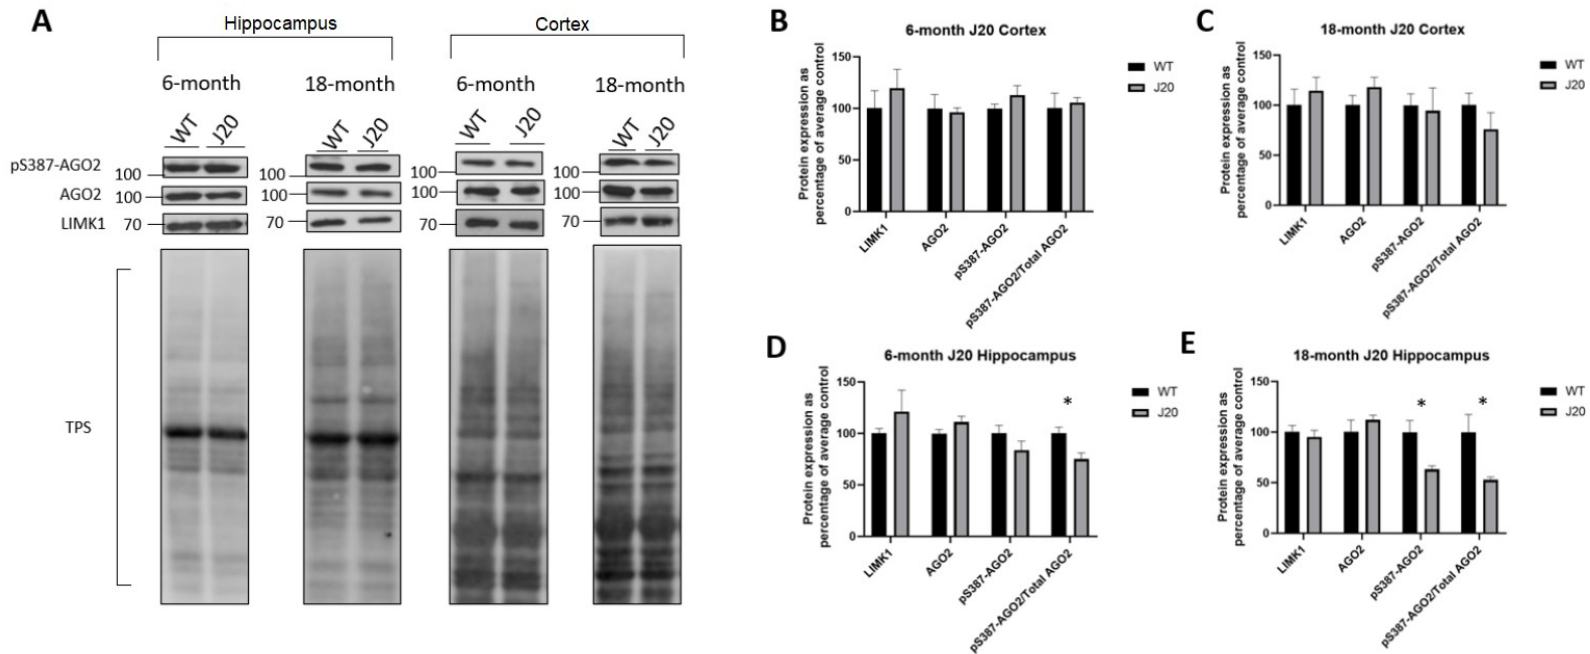 A
Hippocampus
Cortex
6-month
18-month
6-month
18-month
WT
J20
WT
J20
WT
J20
WT
J20
pS387-AGO2
100
100
100
100
AGO2
100
100
100
100
LIMK1
70
70
70
70
TPS
B
6-month J20 Cortex
Protein expression as
percentage of average control
150
100
50
0
LIMK1
AGO2
pS387-AGO2
pS387-AGO2/Total AGO2
WT
J20
C
18-month J20 Cortex
Protein expression as
percentage of average control
150
100
50
0
LIMK1
AGO2
pS387-AGO2
pS387-AGO2/Total AGO2
WT
J20
D
6-month J20 Hippocampus
Protein expression as
percentage of average control
150
100
50
0
*
LIMK1
AGO2
pS387-AGO2
pS387-AGO2/Total AGO2
WT
J20
E
18-month J20 Hippocampus
Protein expression as
percentage of average control
150
100
50
0
*
*
LIMK1
AGO2
pS387-AGO2
pS387-AGO2/Total AGO2
WT
J20